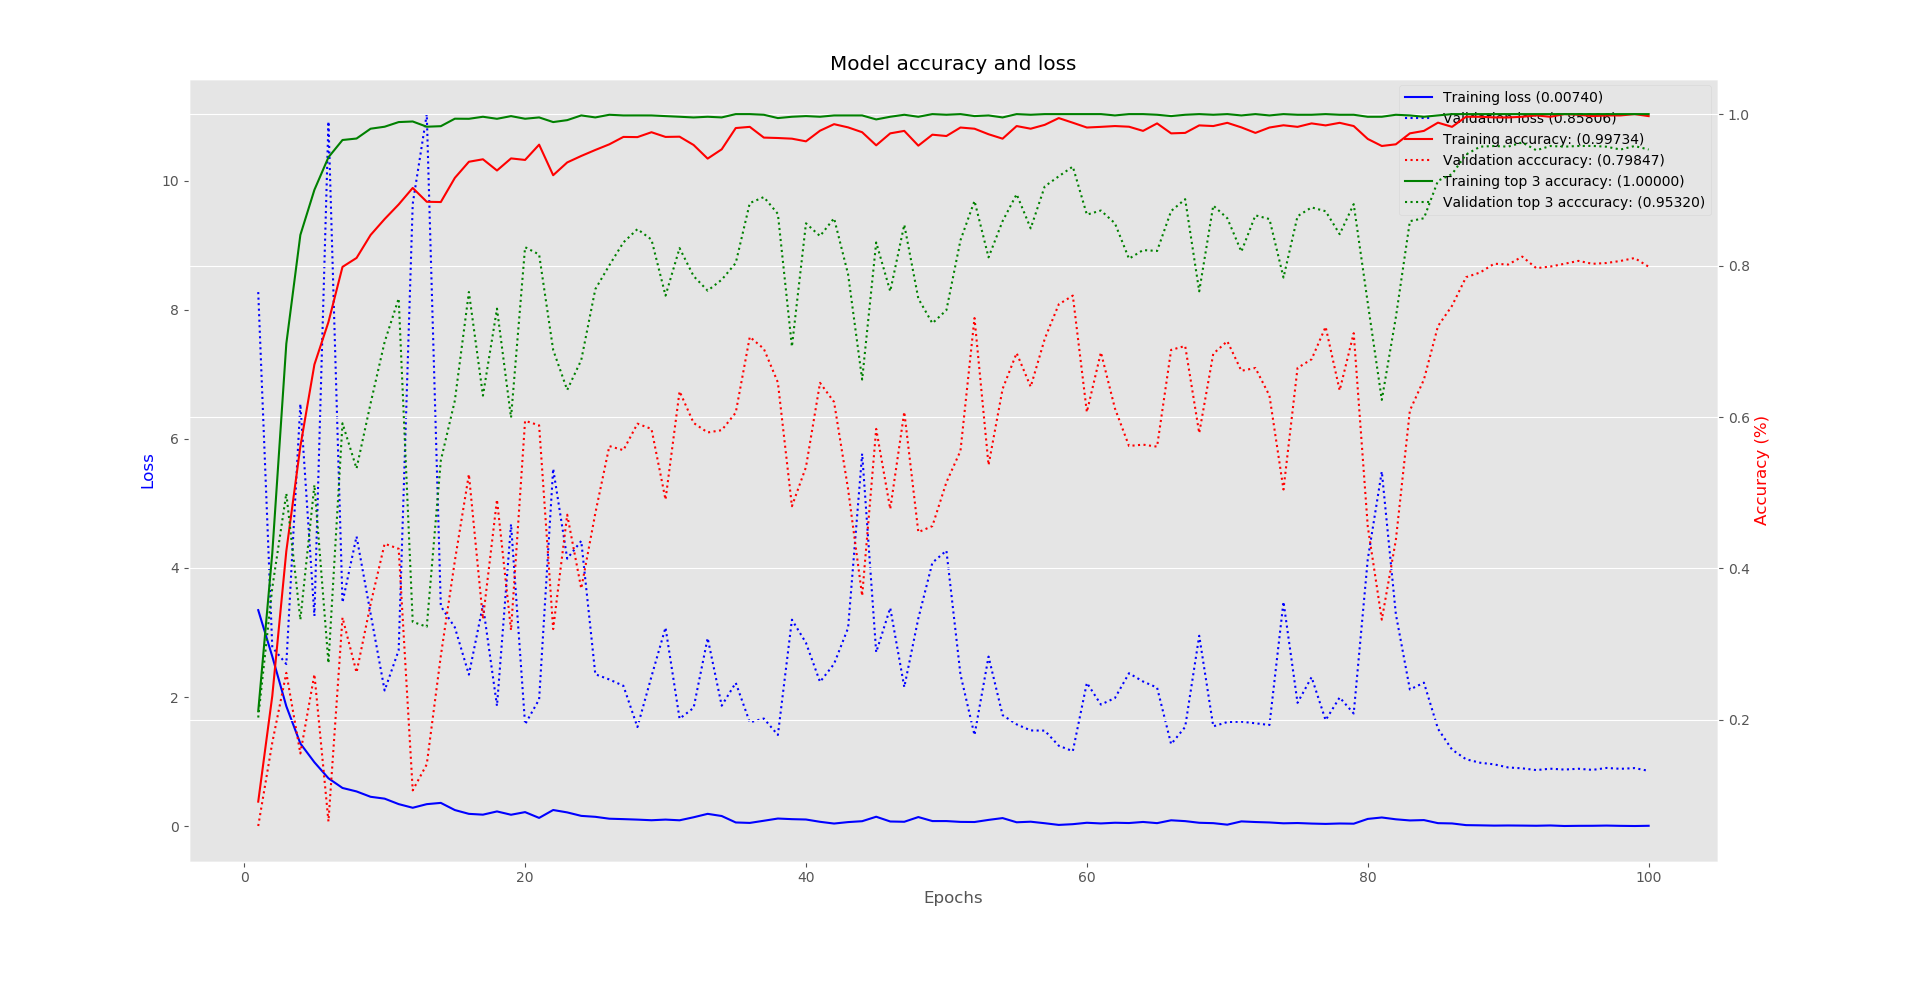 Model accuracy and loss
Training loss (0.00740)
Validation loss (0.85806)
Training accuracy: (0.99734)
Validation acccuracy: (0.79847)
Training top 3 accuracy: (1.00000)
Validation top 3 acccuracy: (0.95320)
Loss
10
8
6
4
2
0
1.0
0.8
0.6
0.4
0.2
Accuracy (%)
0 20 40 60 80 100
Epochs